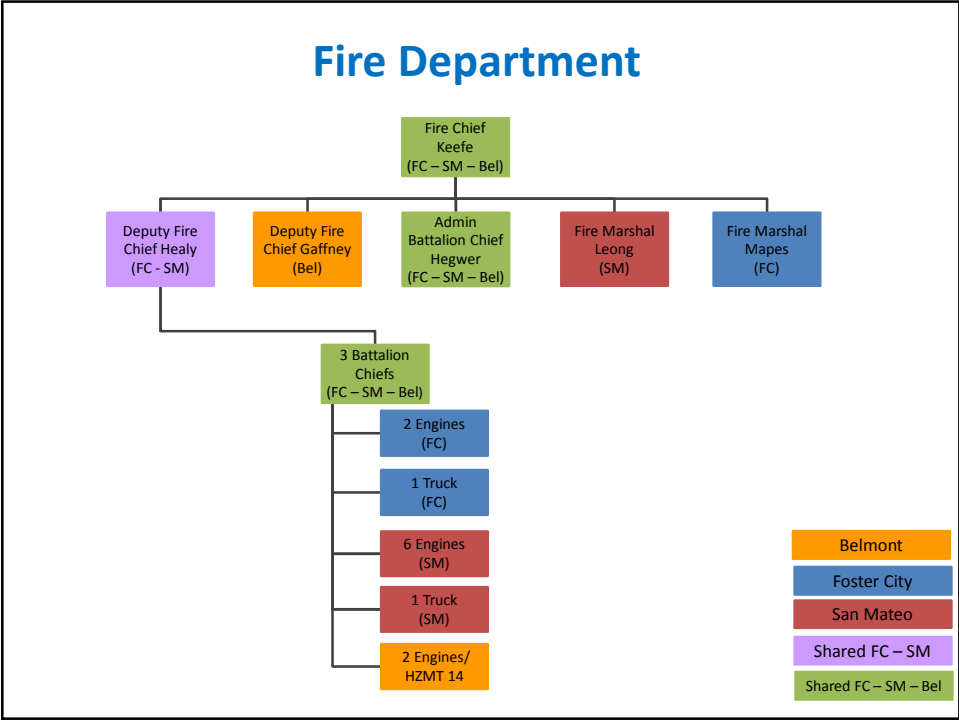 Fire Department
Fire Chief
Keefe
(FC – SM – Bel)
Deputy Fire
Chief Healy
(FC - SM)
Deputy Fire
Chief Gaffney
(Bel)
Admin
Battalion Chief
Hegwer
(FC – SM – Bel)
Fire Marshal
Leong
(SM)
Fire Marshal
Mapes
(FC)
3 Battalion
Chiefs
(FC – SM – Bel)
2 Engines
(FC)
1 Truck
(FC)
6 Engines
(SM)
1 Truck
(SM)
2 Engines/
HZMT 14
Belmont
Foster City
San Mateo
Shared FC – SM
Shared FC – SM – Bel